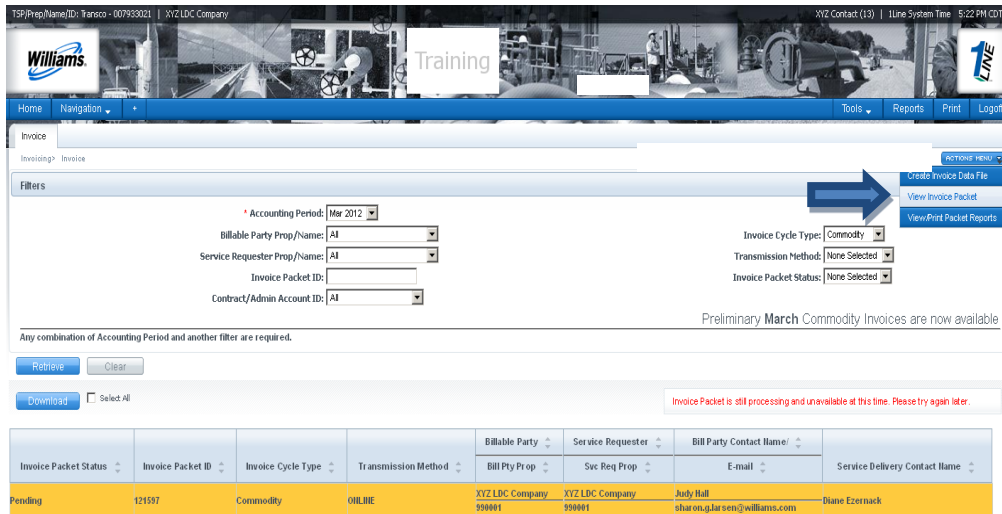 TSP/Prep/Name/ID: Transco - 007933021 | XYZ LDC Company
XYZ Contact (13) | 1Line System Time 5:22 PM CDT
Williams.
Training
1LINE
Home Navigation + Tools Reports Print Logoff
Invoice
Invoicing> Invoice
ACTIONS MENU
Create Invoice Data File
View Invoice Packet
View/Print Packet Reports
Filters
* Accounting Period: Mar 2012
Billable Party Prop/Name: All
Invoice Cycle Type: Commodity
Service Requester Prop/Name: All
Transmission Method: None Selected
Invoice Packet ID:
Invoice Packet Status: None Selected
Contract/Admin Account ID: All
Preliminary March Commodity Invoices are now available
Any combination of Accounting Period and another filter are required.
Retrieve Clear
Download Select All
Invoice Packet is still processing and unavailable at this time. Please try again later.
Billable Party Service Requester Bill Party Contact Name/
Invoice Packet Status Invoice Packet ID Invoice Cycle Type Transmission Method Bill Pty Prop Svc Req Prop E-mail Service Delivery Contact Name
XYZ LDC Company XYZ LDC Company Judy Hall
Pending 121597 Commodity ONLINE Diane Ezernack
990001 990001 sharon.g.larsen@williams.com